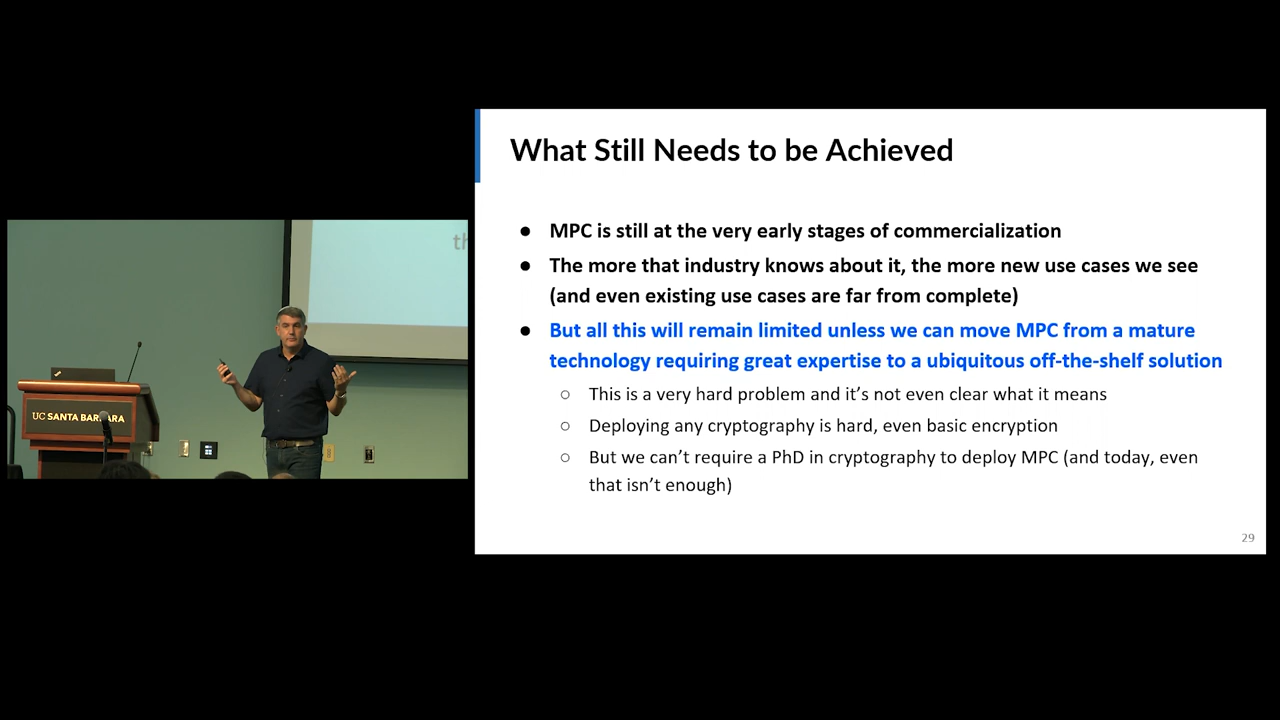 What Still Needs to be Achieved
● MPC is still at the very early stages of commercialization
● The more that industry knows about it, the more new use cases we see
(and even existing use cases are far from complete)
● But all this will remain limited unless we can move MPC from a mature
technology requiring great expertise to a ubiquitous off-the-shelf solution
○ This is a very hard problem and it's not even clear what it means
○ Deploying any cryptography is hard, even basic encryption
○ But we can't require a PhD in cryptography to deploy MPC (and today, even
that isn't enough)
29
UC SANTA BARBARA